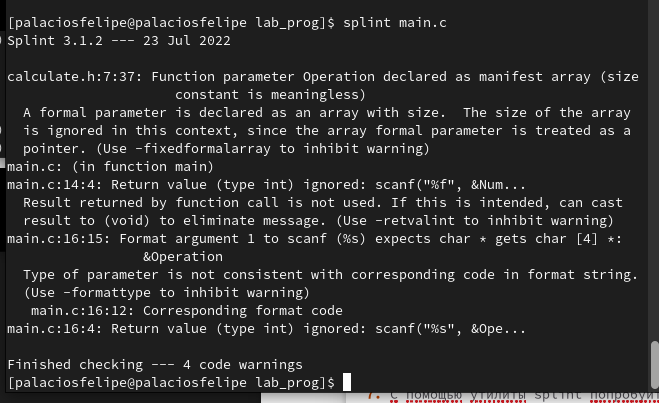 [palaciosfelipe@palaciosfelipe lab_prog]$ splint main.c
Splint 3.1.2 --- 23 Jul 2022
calculate.h:7:37: Function parameter Operation declared as manifest array (size
constant is meaningless)
A formal parameter is declared as an array with size.  The size of the array
is ignored in this context, since the array formal parameter is treated as a
pointer. (Use -fixedformalarray to inhibit warning)
main.c: (in function main)
main.c:14:4: Return value (type int) ignored: scanf("%f", &Num...
Result returned by function call is not used. If this is intended, can cast
result to (void) to eliminate message. (Use -retvalint to inhibit warning)
main.c:16:15: Format argument 1 to scanf (%s) expects char * gets char [4] *:
&Operation
Type of parameter is not consistent with corresponding code in format string.
(Use -formattype to inhibit warning)
main.c:16:12: Corresponding format code
main.c:16:4: Return value (type int) ignored: scanf("%s", &Ope...
Finished checking --- 4 code warnings
[palaciosfelipe@palaciosfelipe lab_prog]$
7. С помощью утилиты splint